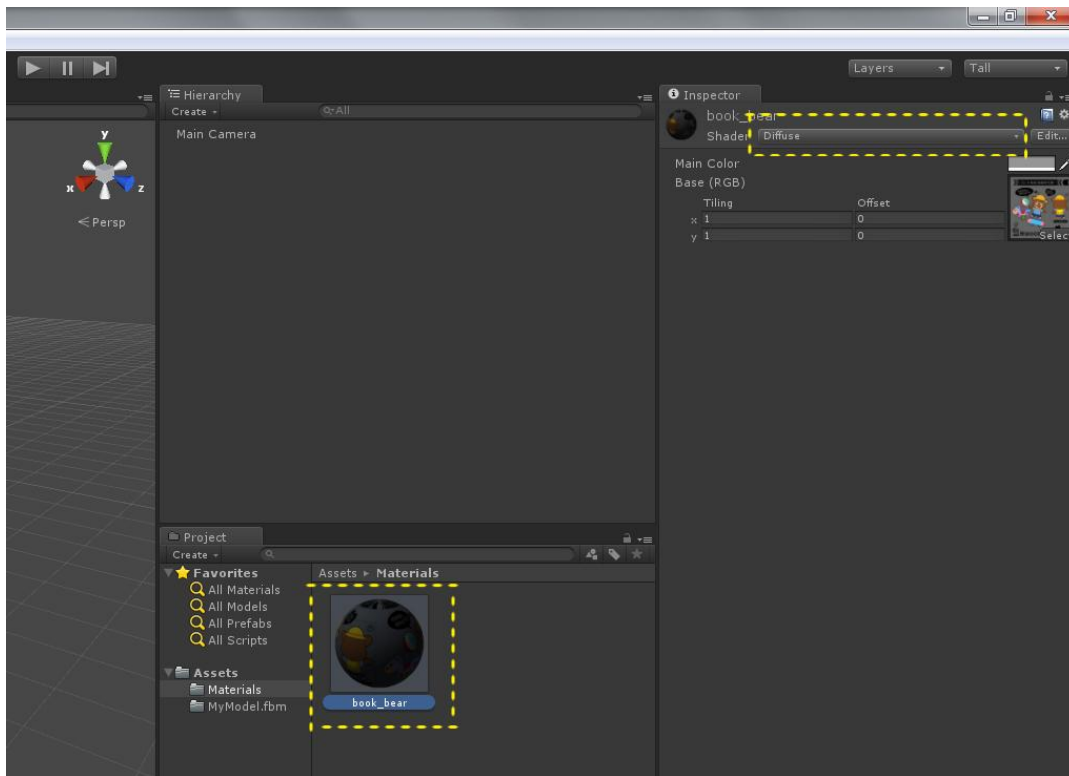 Layers
Tall
Hierarchy
Create
All
Main Camera
y
x
z
Persp
Inspector
book_bear
Shader Diffuse
Edit...
Main Color
Base (RGB)
Tiling Offset
x 1 0
y 1 0
Selec
Project
Create
Favorites
All Materials
All Models
All Prefabs
All Scripts
Assets
Materials
MyModel.fbm
Assets Materials
book_bear